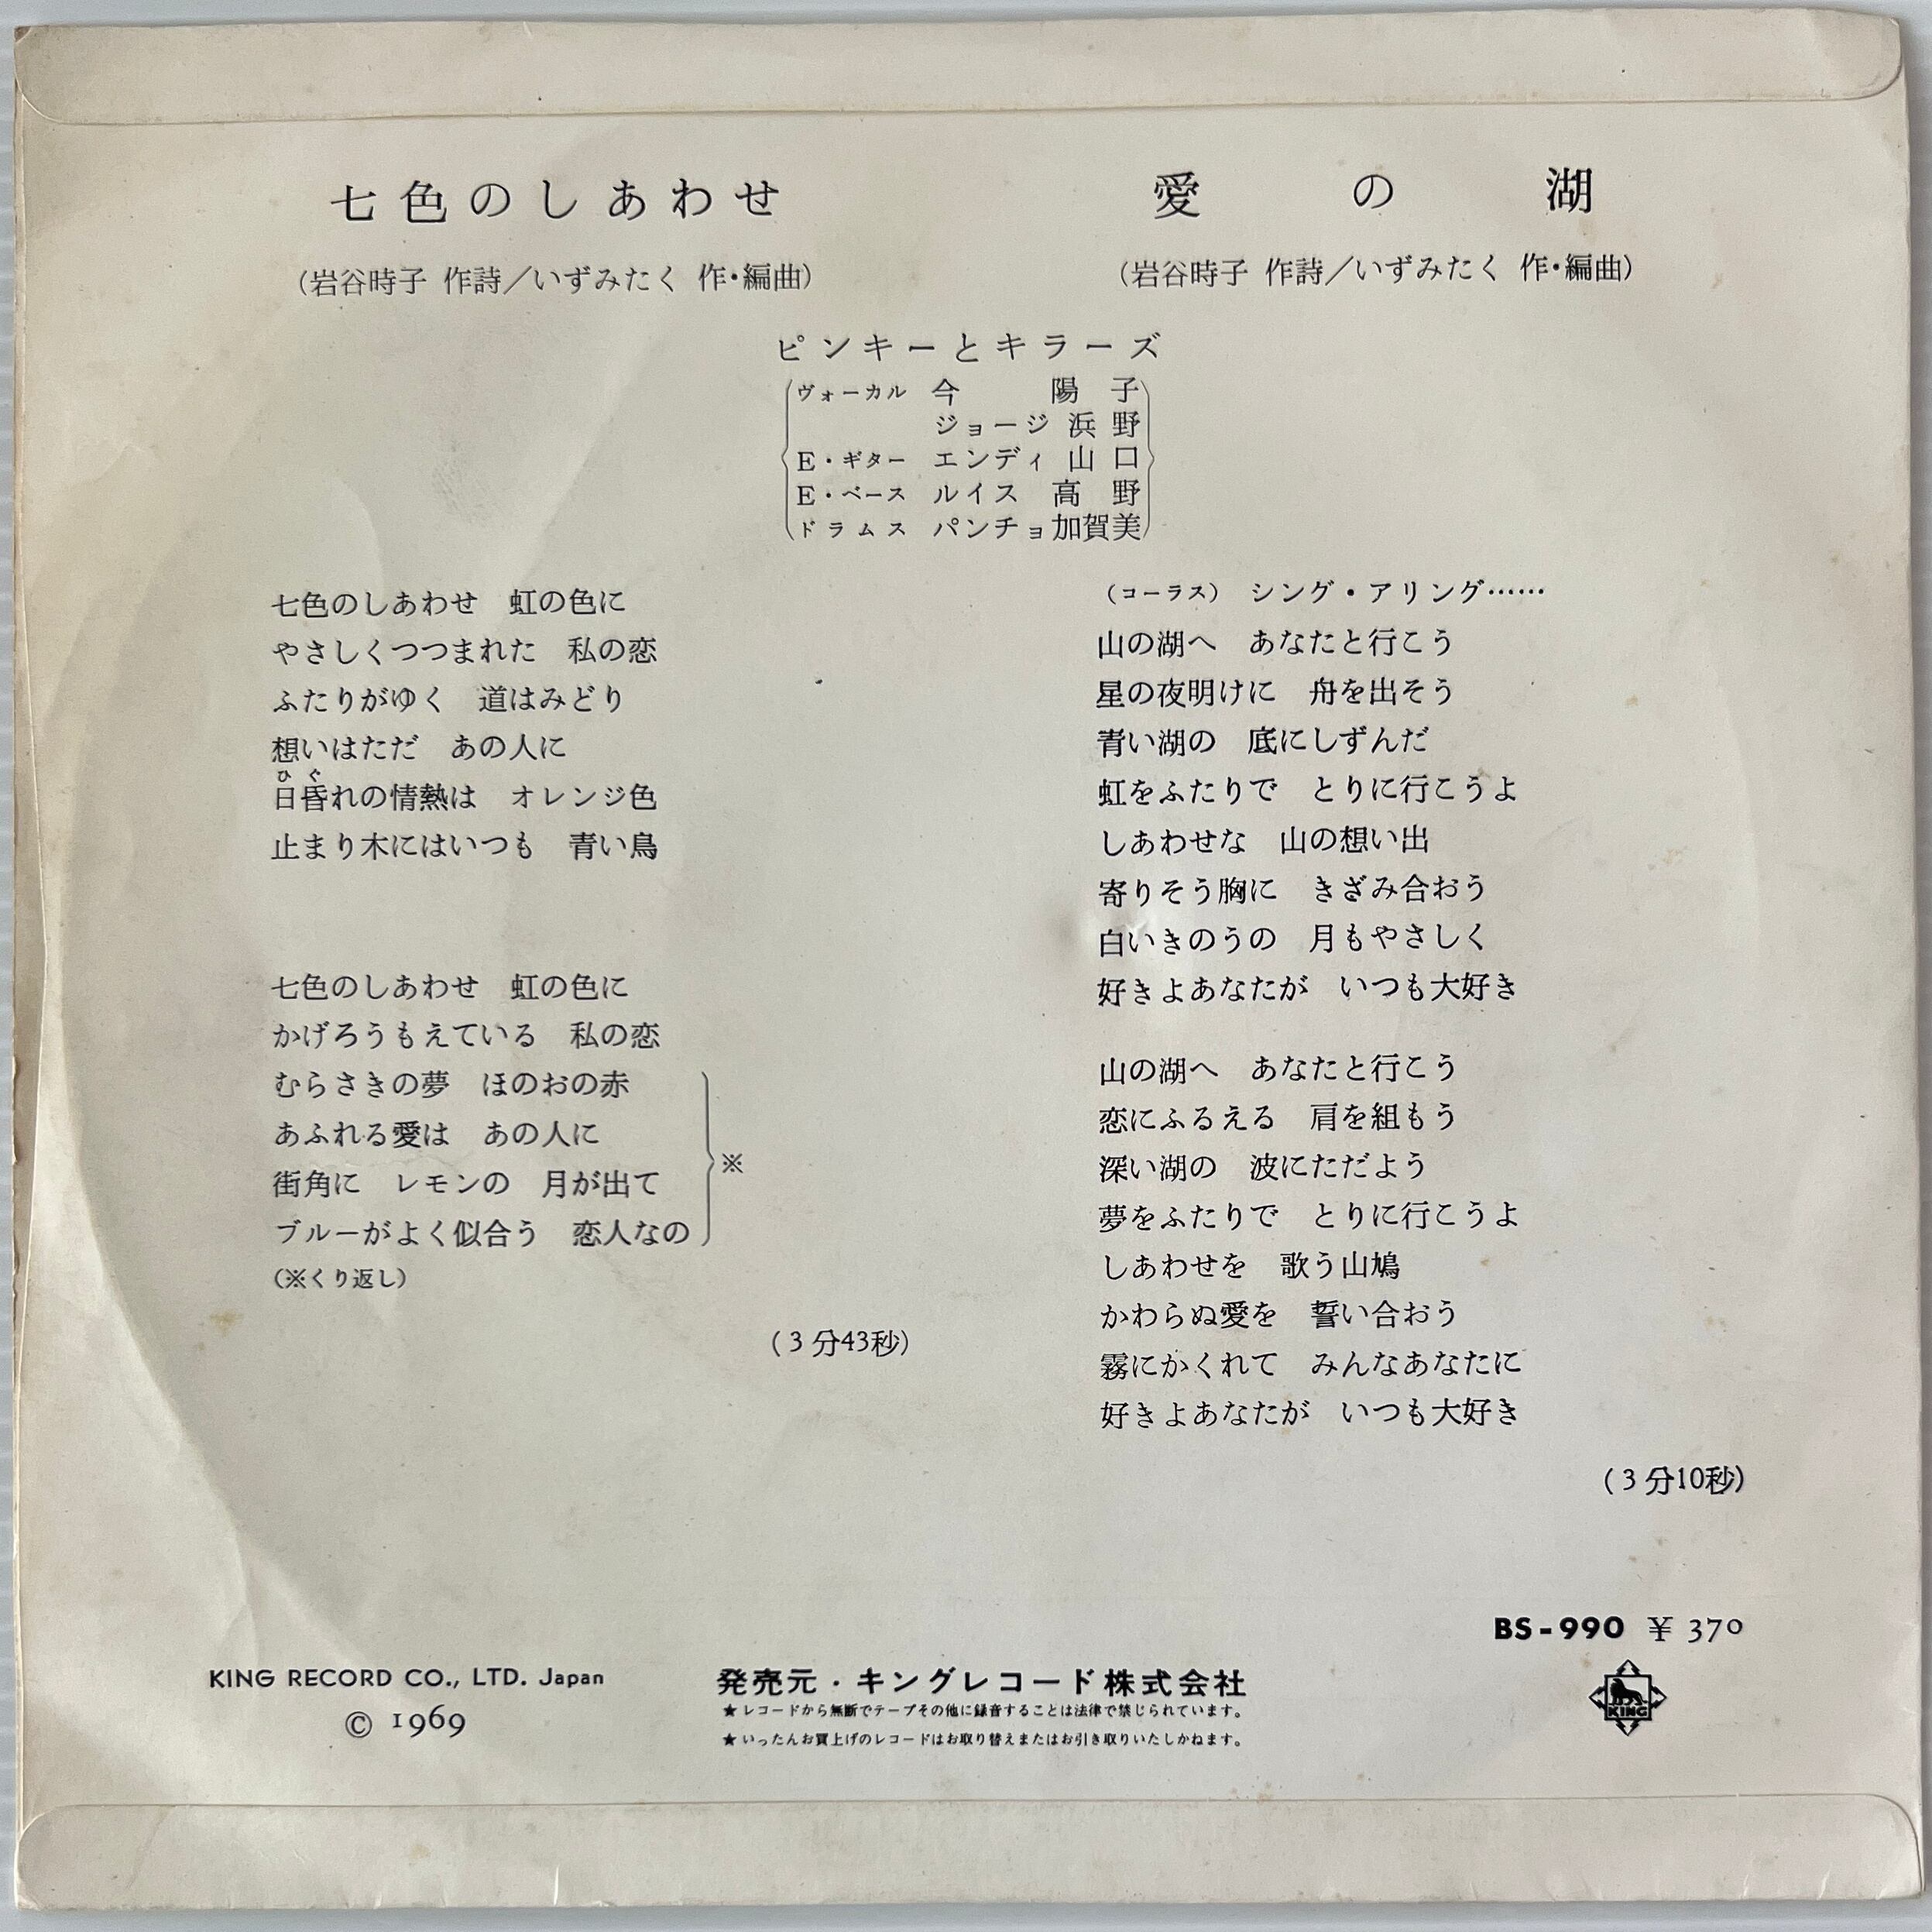 七色のしあわせ
(岩谷時子 作詩／いずみたく 作・編曲)
愛の湖
(岩谷時子 作詩／いずみたく 作・編曲)
ピンキーとキラーズ
ヴォーカル 今陽子
ジョージ浜野
E・ギター エンディ山口
E・ベース ルイス高野
ドラムス パンチョ加賀美
七色のしあわせ　虹の色に
やさしくつつまれた　私の恋
ふたりがゆく　道はみどり
想いはただ　あの人に
ひぐ
日昏れの情熱は　オレンジ色
止まり木にはいつも　青い鳥
七色のしあわせ　虹の色に
かげろうもえている　私の恋
むらさきの夢　ほのおの赤
あふれる愛は　あの人に
街角に　レモンの　月が出て
ブルーがよく似合う　恋人なの
※
(※くり返し)
(3分43秒)
(コーラス)　シング・アリング……
山の湖へ　あなたと行こう
星の夜明けに　舟を出そう
青い湖の　底にしずんだ
虹をふたりで　とりに行こうよ
しあわせな　山の想い出
寄りそう胸に　きざみ合おう
白いきのうの　月もやさしく
好きよあなたが　いつも大好き
山の湖へ　あなたと行こう
恋にふるえる　肩を組もう
深い湖の　波にただよう
夢をふたりで　とりに行こうよ
しあわせを　歌う山鳩
かわらぬ愛を　誓い合おう
霧にかくれて　みんなあなたに
好きよあなたが　いつも大好き
(3分10秒)
BS-990 ¥370
KING
KING RECORD CO., LTD. Japan
© 1969
発売元・キングレコード株式会社
★レコードから無断でテープその他に録音することは法律で禁じられています。
★いったんお買上げのレコードはお取り替えまたはお引き取りいたしかねます。